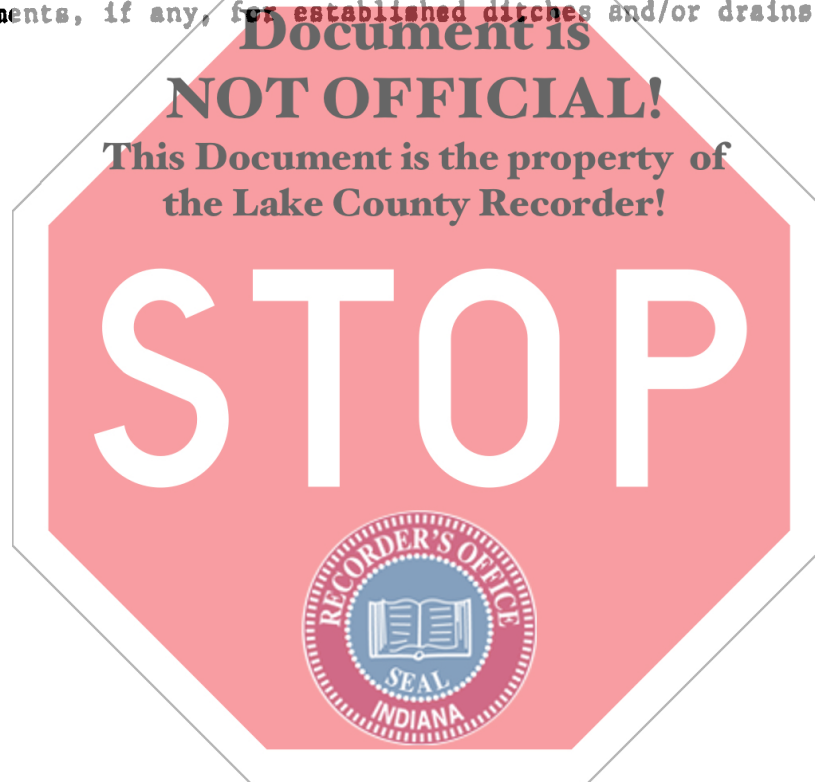 ments, if any, for established ditches and/or drains
Document is
NOT OFFICIAL!
This Document is the property of
the Lake County Recorder!
STOP
RECORDER'S OFFICE
SEAL
INDIANA